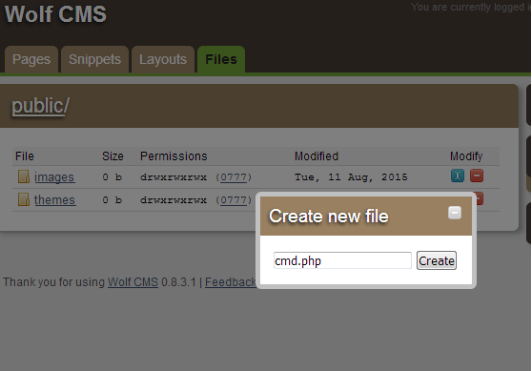 Wolf CMS
You are currently logged in
Pages Snippets Layouts Files
public/
File Size Permissions Modified Modify
images 0 b drwxrwxrwx (0777) Tue, 11 Aug, 2015
themes 0 b drwxrwxrwx (0777)
Create new file
cmd.php Create
Thank you for using Wolf CMS 0.8.3.1 | Feedback